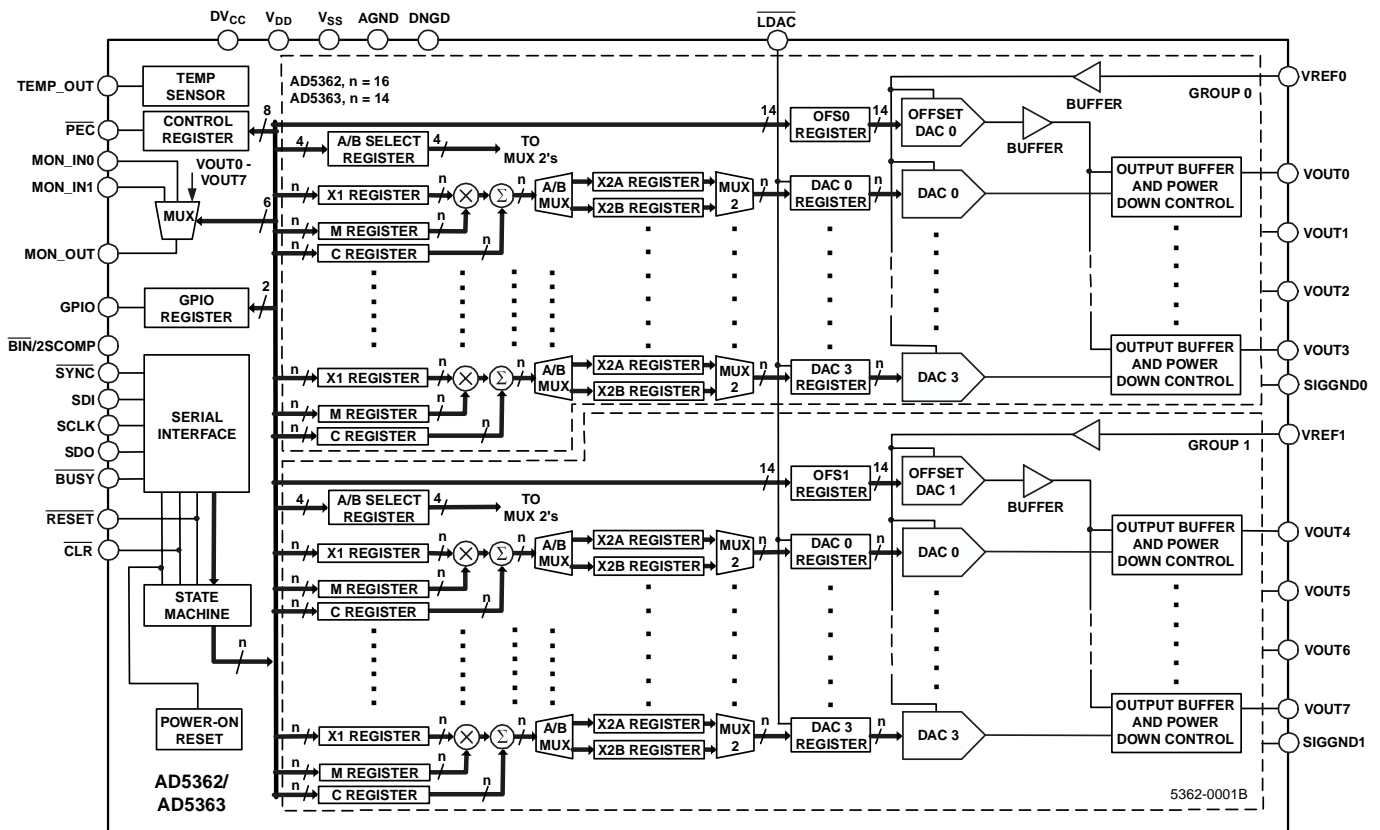 DVCC VDD VSS AGND DNGD LDAC
AD5362, n = 16
AD5363, n = 14
TEMP_OUT
TEMP
SENSOR
PEC
CONTROL
REGISTER
8
MON_IN0
MON_IN1
VOUT0 -
VOUT7
MUX
6
MON_OUT
GPIO
GPIO
REGISTER
2
BIN/2SCOMP
SYNC
SDI
SCLK
SDO
BUSY
SERIAL
INTERFACE
RESET
CLR
STATE
MACHINE
n
POWER-ON
RESET
AD5362/
AD5363
14
OFS0
REGISTER
14
OFFSET
DAC 0
BUFFER
BUFFER
GROUP 0
VREF0
4
A/B SELECT
REGISTER
4
TO
MUX 2's
n
X1 REGISTER
n
n
M REGISTER
n
n
C REGISTER
n
×
Σ
n
A/B
MUX
X2A REGISTER
X2B REGISTER
MUX
2
n
DAC 0
REGISTER
n
DAC 0
OUTPUT BUFFER
AND POWER
DOWN CONTROL
VOUT0
VOUT1
VOUT2
n
X1 REGISTER
n
n
M REGISTER
n
n
C REGISTER
n
×
Σ
n
A/B
MUX
X2A REGISTER
X2B REGISTER
MUX
2
n
DAC 3
REGISTER
n
DAC 3
OUTPUT BUFFER
AND POWER
DOWN CONTROL
VOUT3
SIGGND0
VREF1
GROUP 1
14
OFS1
REGISTER
14
OFFSET
DAC 1
BUFFER
4
A/B SELECT
REGISTER
4
TO
MUX 2's
n
X1 REGISTER
n
n
M REGISTER
n
n
C REGISTER
n
×
Σ
n
A/B
MUX
X2A REGISTER
X2B REGISTER
MUX
2
n
DAC 0
REGISTER
n
DAC 0
OUTPUT BUFFER
AND POWER
DOWN CONTROL
VOUT4
VOUT5
VOUT6
n
X1 REGISTER
n
n
M REGISTER
n
n
C REGISTER
n
×
Σ
n
A/B
MUX
X2A REGISTER
X2B REGISTER
MUX
2
n
DAC 3
REGISTER
n
DAC 3
OUTPUT BUFFER
AND POWER
DOWN CONTROL
VOUT7
SIGGND1
5362-0001B